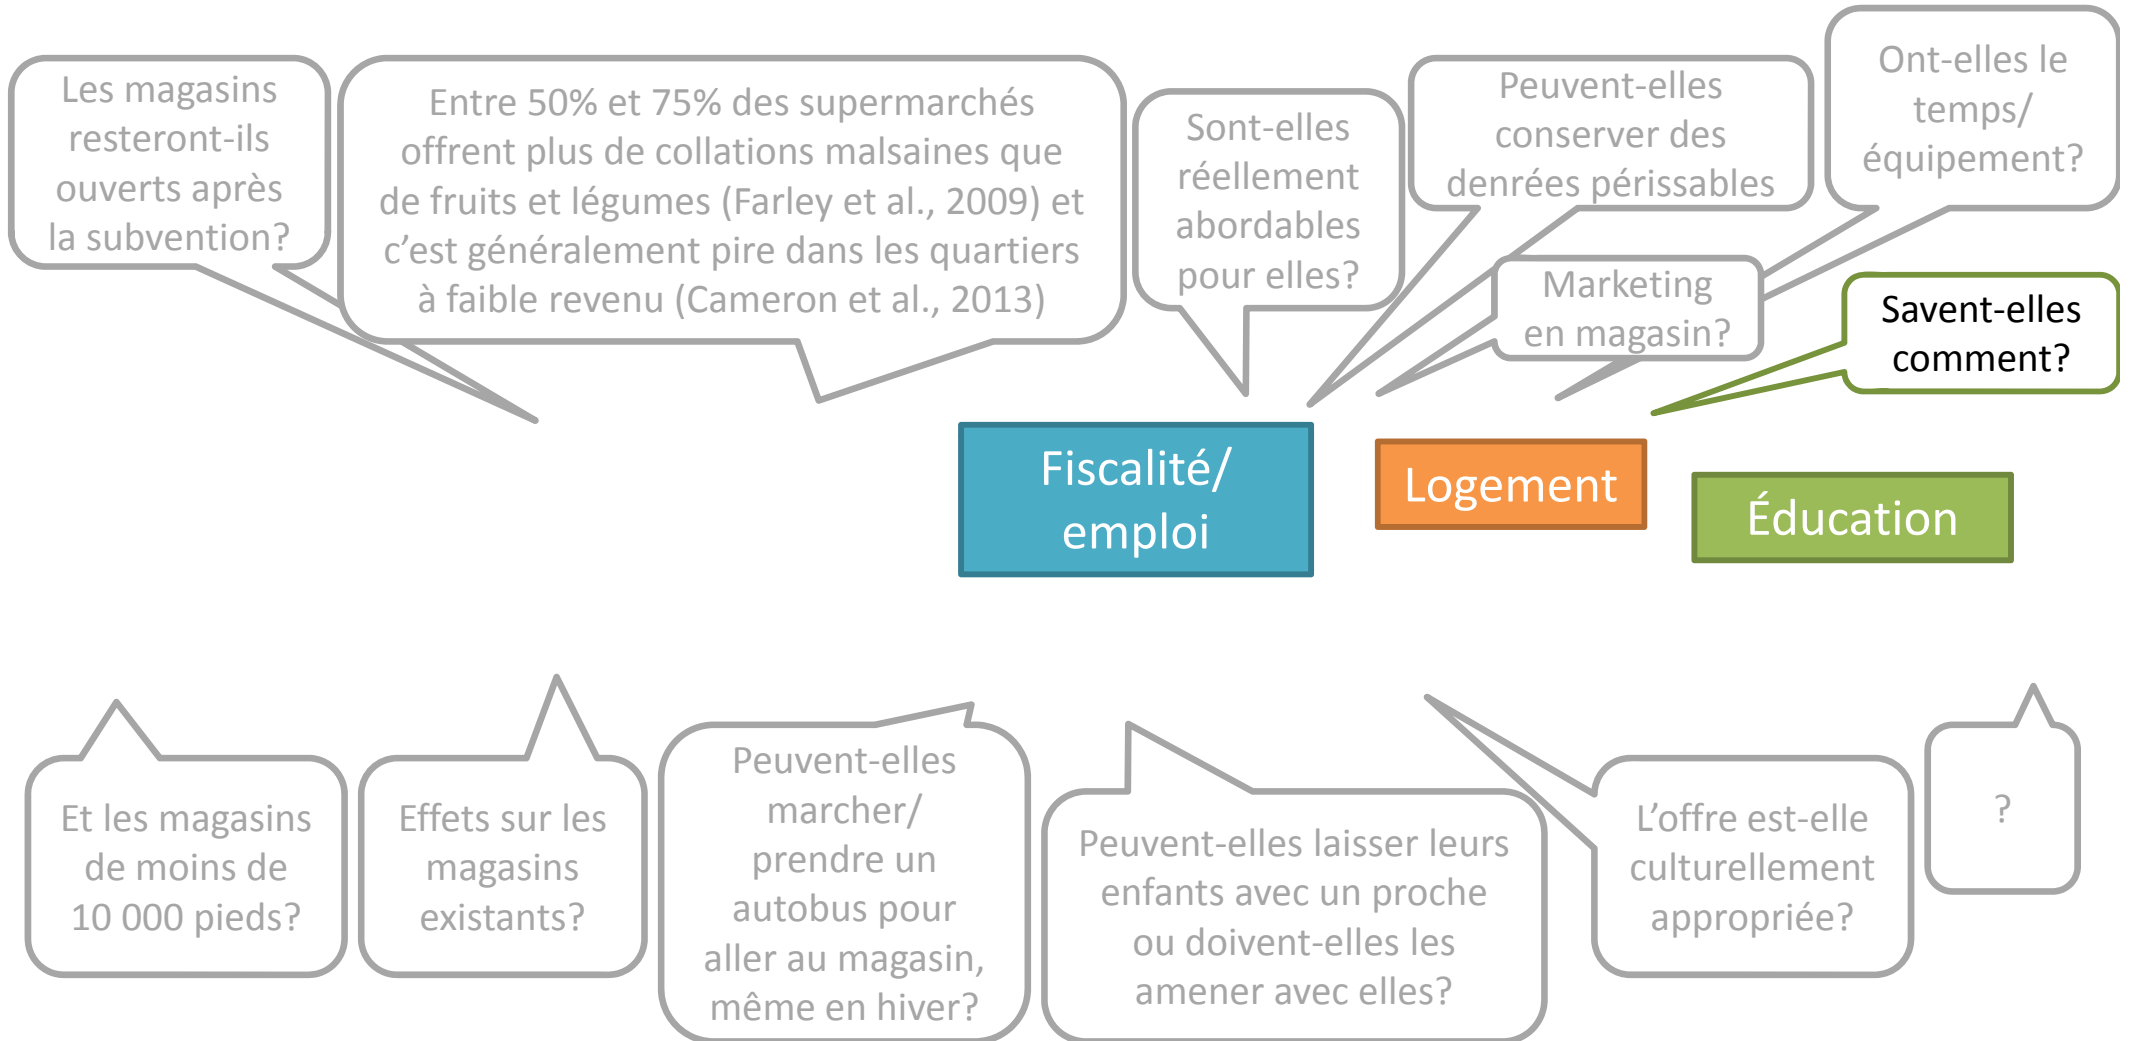 Les magasins
resteront-ils
ouverts après
la subvention?
Entre 50% et 75% des supermarchés
offrent plus de collations malsaines que
de fruits et légumes (Farley et al., 2009) et
c’est généralement pire dans les quartiers
à faible revenu (Cameron et al., 2013)
Sont-elles
réellement
abordables
pour elles?
Peuvent-elles
conserver des
denrées périssables
Ont-elles le
temps/
équipement?
Marketing
en magasin?
Savent-elles
comment?
Fiscalité/
emploi
Logement
Éducation
Et les magasins
de moins de
10 000 pieds?
Effets sur les
magasins
existants?
Peuvent-elles
marcher/
prendre un
autobus pour
aller au magasin,
même en hiver?
Peuvent-elles laisser leurs
enfants avec un proche
ou doivent-elles les
amener avec elles?
L’offre est-elle
culturellement
appropriée?
?